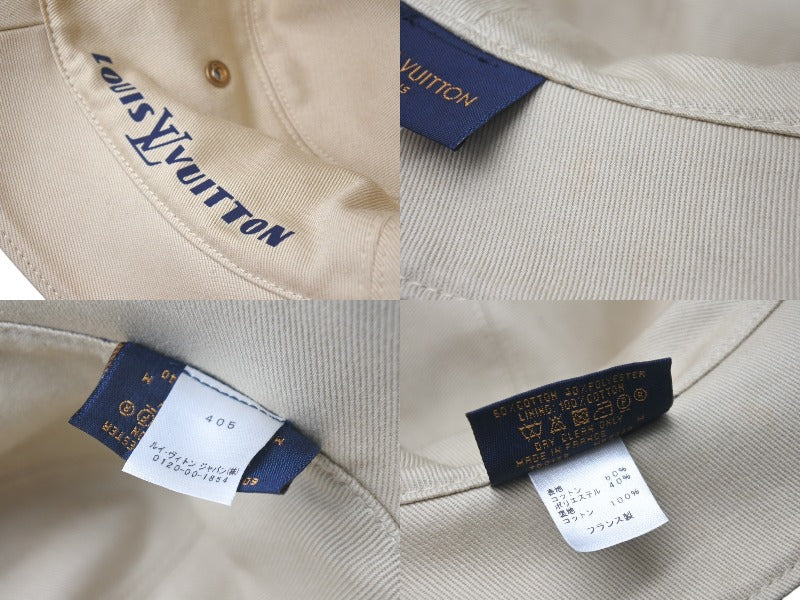 LOUIS LV VUITTON
VUITTON
405
ルイ・ヴィトン ジャパン(株)
0120-00-1854
M
60/COTTON
LINING: 100/COTTON
DRY CLEAN ONLY
MADE IN
表地
コットン 60%
ポリエステル 40%
裏地
コットン 100%
フランス製